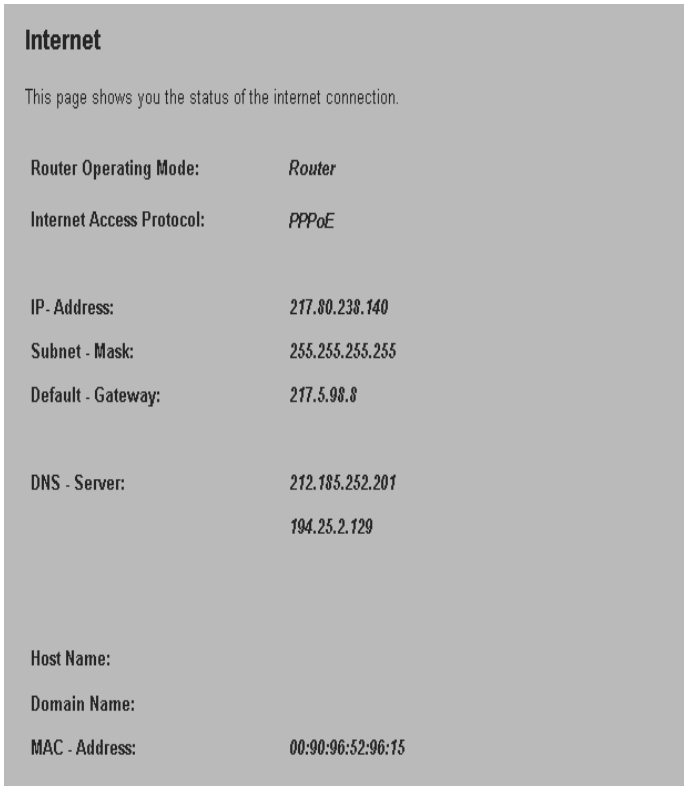 Internet
This page shows you the status of the internet connection.
Router Operating Mode: Router
Internet Access Protocol: PPPoE
IP- Address: 217.80.238.140
Subnet - Mask: 255.255.255.255
Default - Gateway: 217.5.98.8
DNS - Server: 212.185.252.201
194.25.2.129
Host Name:
Domain Name:
MAC - Address: 00:90:96:52:96:15